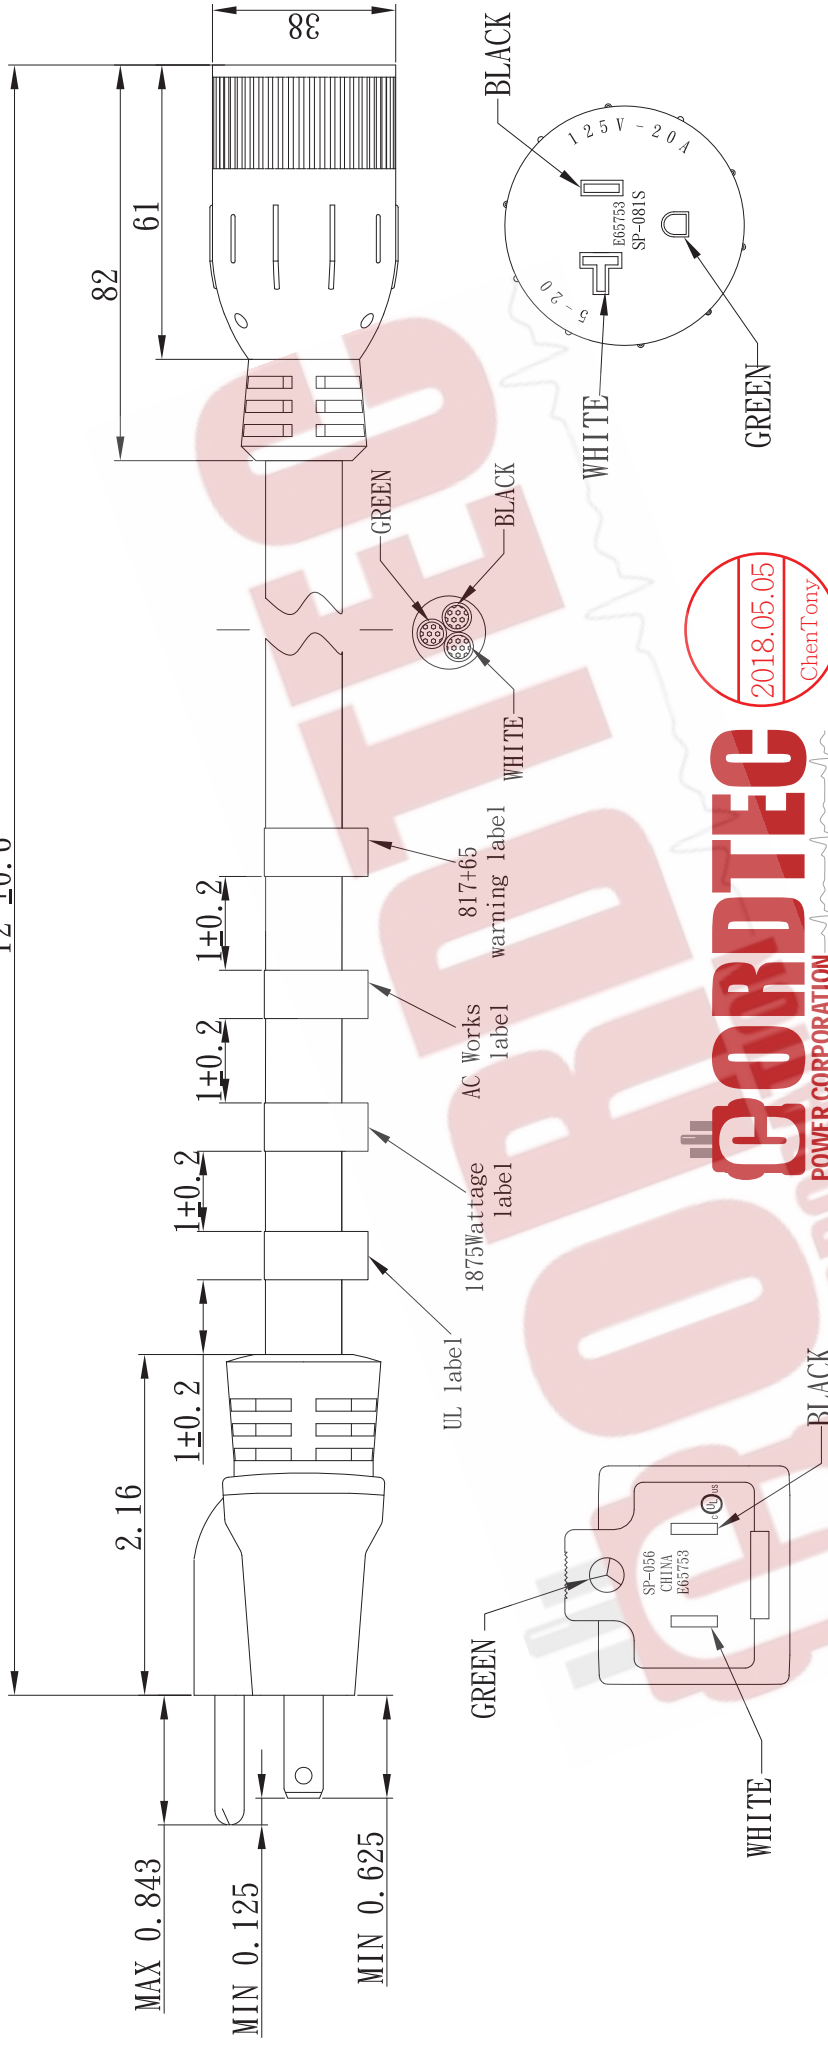 38
61
82
BLACK
125V-20A
E65753
SP-081S
5-20
WHITE
GREEN
GREEN
BLACK
WHITE
817+65
warning label
1±0.2
AC Works
label
1±0.2
1875Wattage
label
1±0.2
UL label
1±0.2
2.16
MAX 0.843
MIN 0.125
MIN 0.625
GREEN
SP-056
CHINA
E65753
c UL US
BLACK
WHITE
2018.05.05
ChenTony
CORDTEC
POWER CORPORATION
CORDTEC